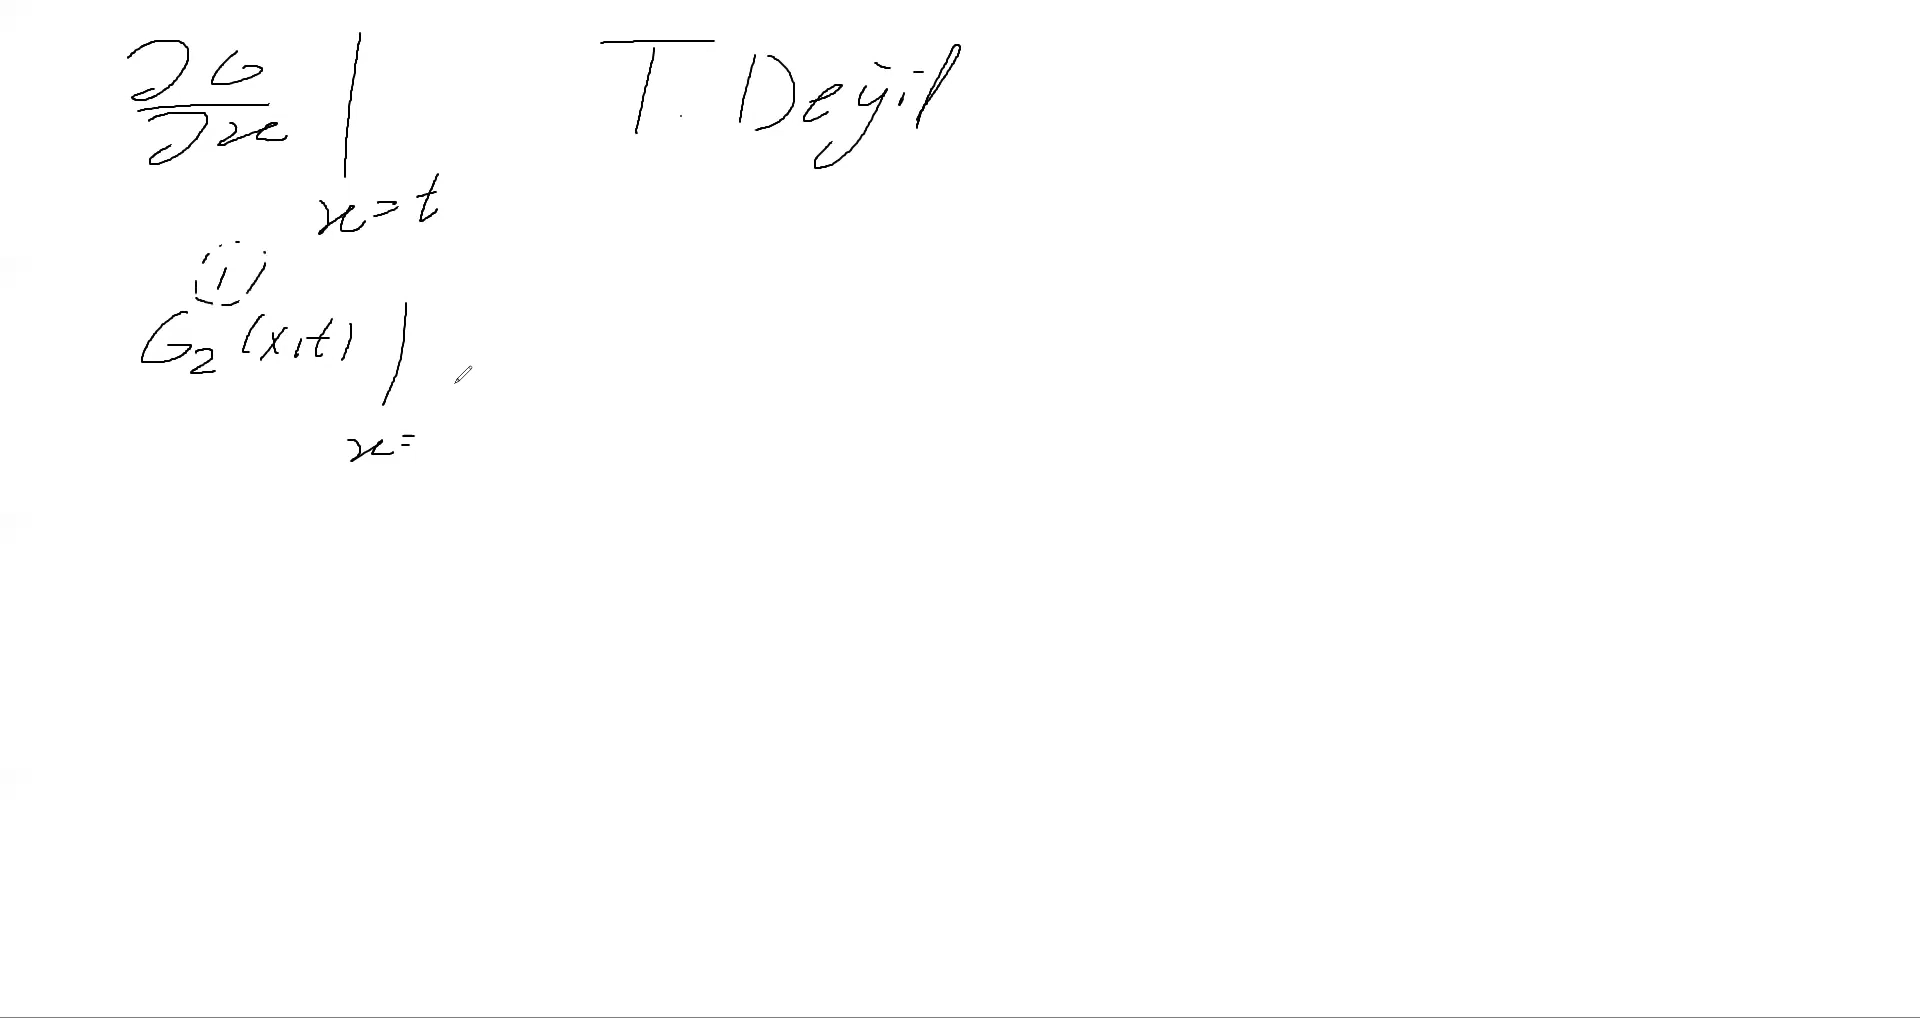 ∂G/∂x | x=t T. Değil
G₂⁽¹⁾(x,t) | x=